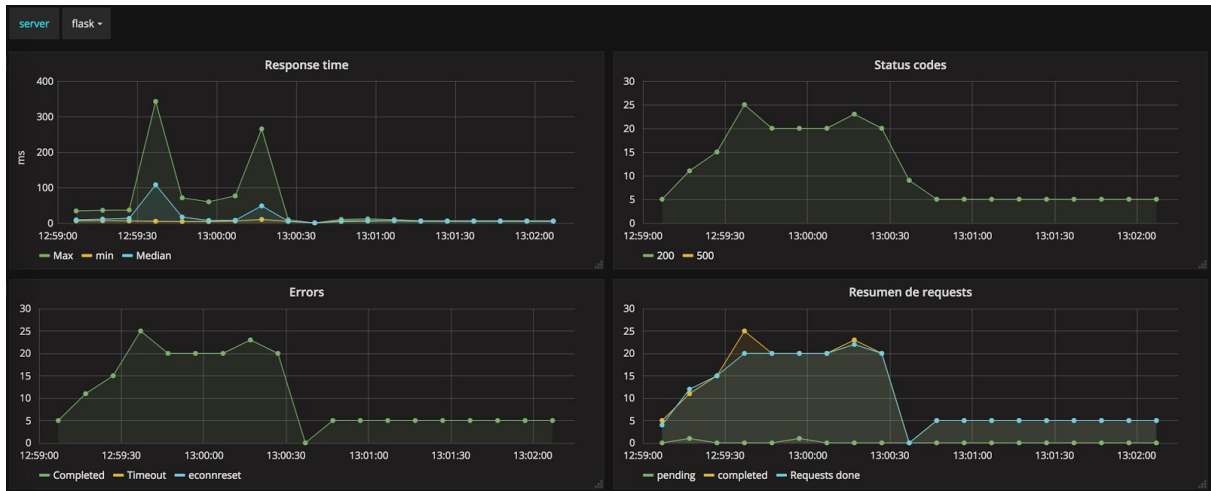 server flask
Response time
400
300
200
100
0
ms
12:59:00 12:59:30 13:00:00 13:00:30 13:01:00 13:01:30 13:02:00
Max min Median
Status codes
30
25
20
15
10
5
0
12:59:00 12:59:30 13:00:00 13:00:30 13:01:00 13:01:30 13:02:00
200 500
Errors
30
25
20
15
10
5
0
12:59:00 12:59:30 13:00:00 13:00:30 13:01:00 13:01:30 13:02:00
Completed Timeout econnreset
Resumen de requests
30
25
20
15
10
5
0
12:59:00 12:59:30 13:00:00 13:00:30 13:01:00 13:01:30 13:02:00
pending completed Requests done